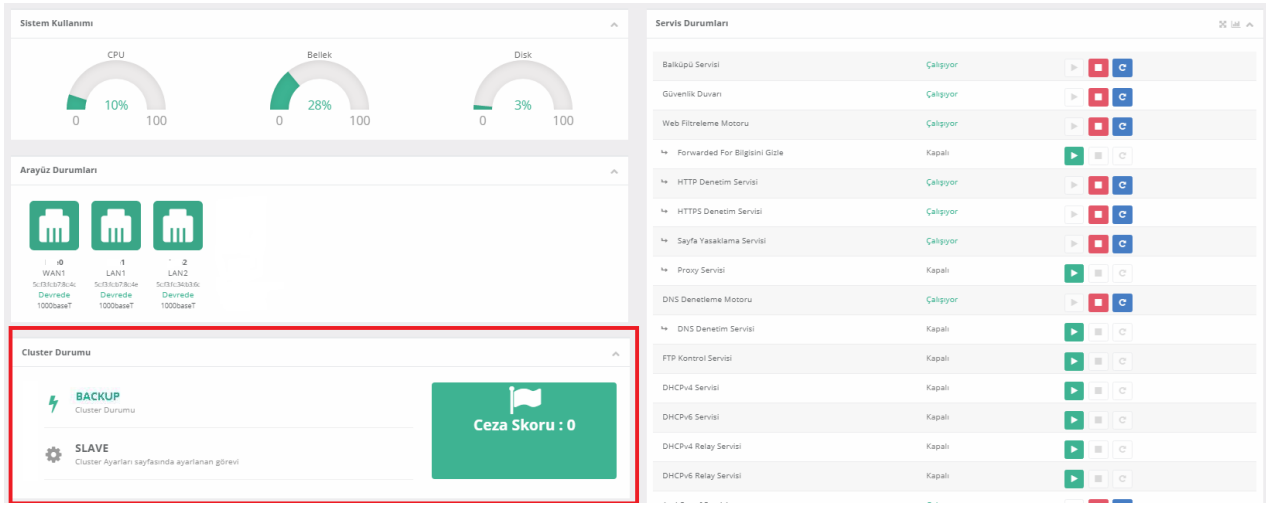 Sistem Kullanımı
CPU
10%
0 100
Bellek
28%
0 100
Disk
3%
0 100
Arayüz Durumları
:0
WAN1
Devrede
1000baseT
1
LAN1
Devrede
1000baseT
2
LAN2
Devrede
1000baseT
Cluster Durumu
BACKUP
Cluster Durumu
SLAVE
Cluster Ayarları sayfasında ayarlanan görevi
Ceza Skoru : 0
Servis Durumları
Balküpü Servisi Çalışıyor
Güvenlik Duvarı Çalışıyor
Web Filtreleme Motoru Çalışıyor
Forwarded For Bilgisini Gizle Kapalı
HTTP Denetim Servisi Çalışıyor
HTTPS Denetim Servisi Çalışıyor
Sayfa Yasaklama Servisi Çalışıyor
Proxy Servisi Kapalı
DNS Denetleme Motoru Çalışıyor
DNS Denetim Servisi Kapalı
FTP Kontrol Servisi Kapalı
DHCPv4 Servisi Kapalı
DHCPv6 Servisi Kapalı
DHCPv4 Relay Servisi Kapalı
DHCPv6 Relay Servisi Kapalı